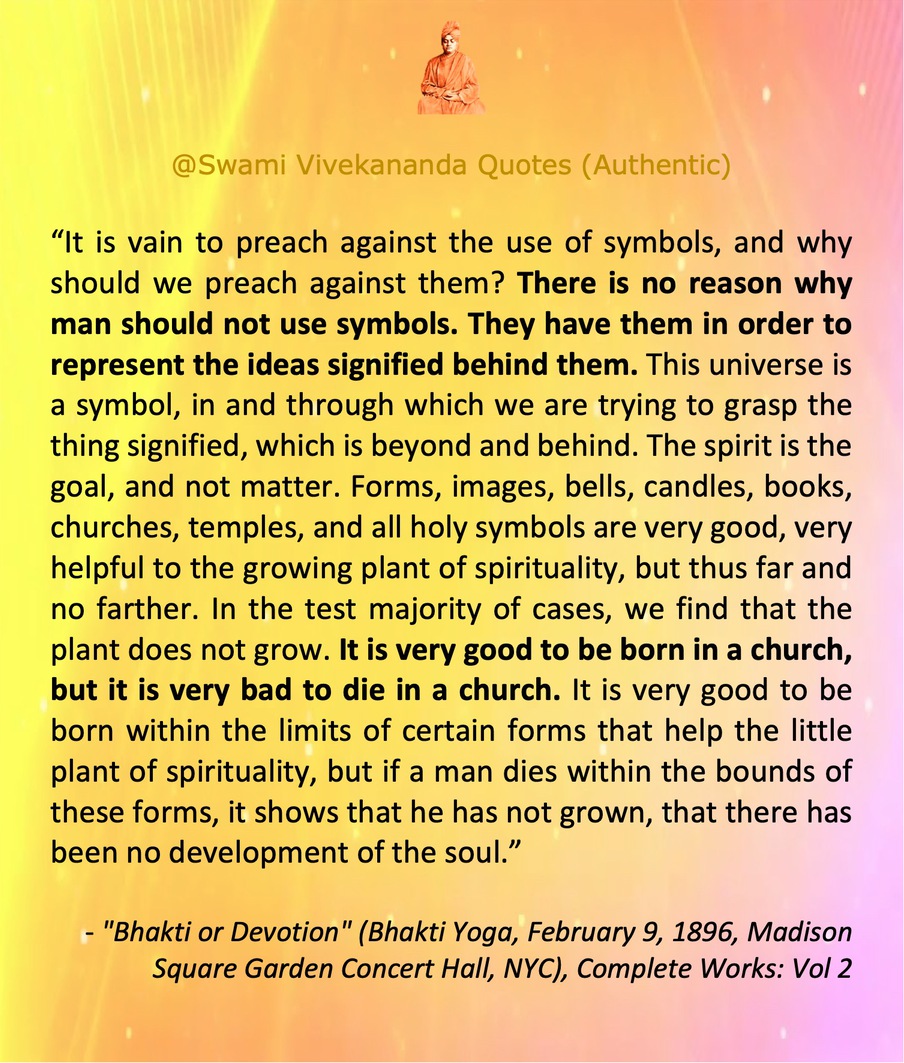 @Swami Vivekananda Quotes (Authentic)
“It is vain to preach against the use of symbols, and why
should we preach against them? There is no reason why
man should not use symbols. They have them in order to
represent the ideas signified behind them. This universe is
a symbol, in and through which we are trying to grasp the
thing signified, which is beyond and behind. The spirit is the
goal, and not matter. Forms, images, bells, candles, books,
churches, temples, and all holy symbols are very good, very
helpful to the growing plant of spirituality, but thus far and
no farther. In the test majority of cases, we find that the
plant does not grow. It is very good to be born in a church,
but it is very bad to die in a church. It is very good to be
born within the limits of certain forms that help the little
plant of spirituality, but if a man dies within the bounds of
these forms, it shows that he has not grown, that there has
been no development of the soul.”
- "Bhakti or Devotion" (Bhakti Yoga, February 9, 1896, Madison
Square Garden Concert Hall, NYC), Complete Works: Vol 2